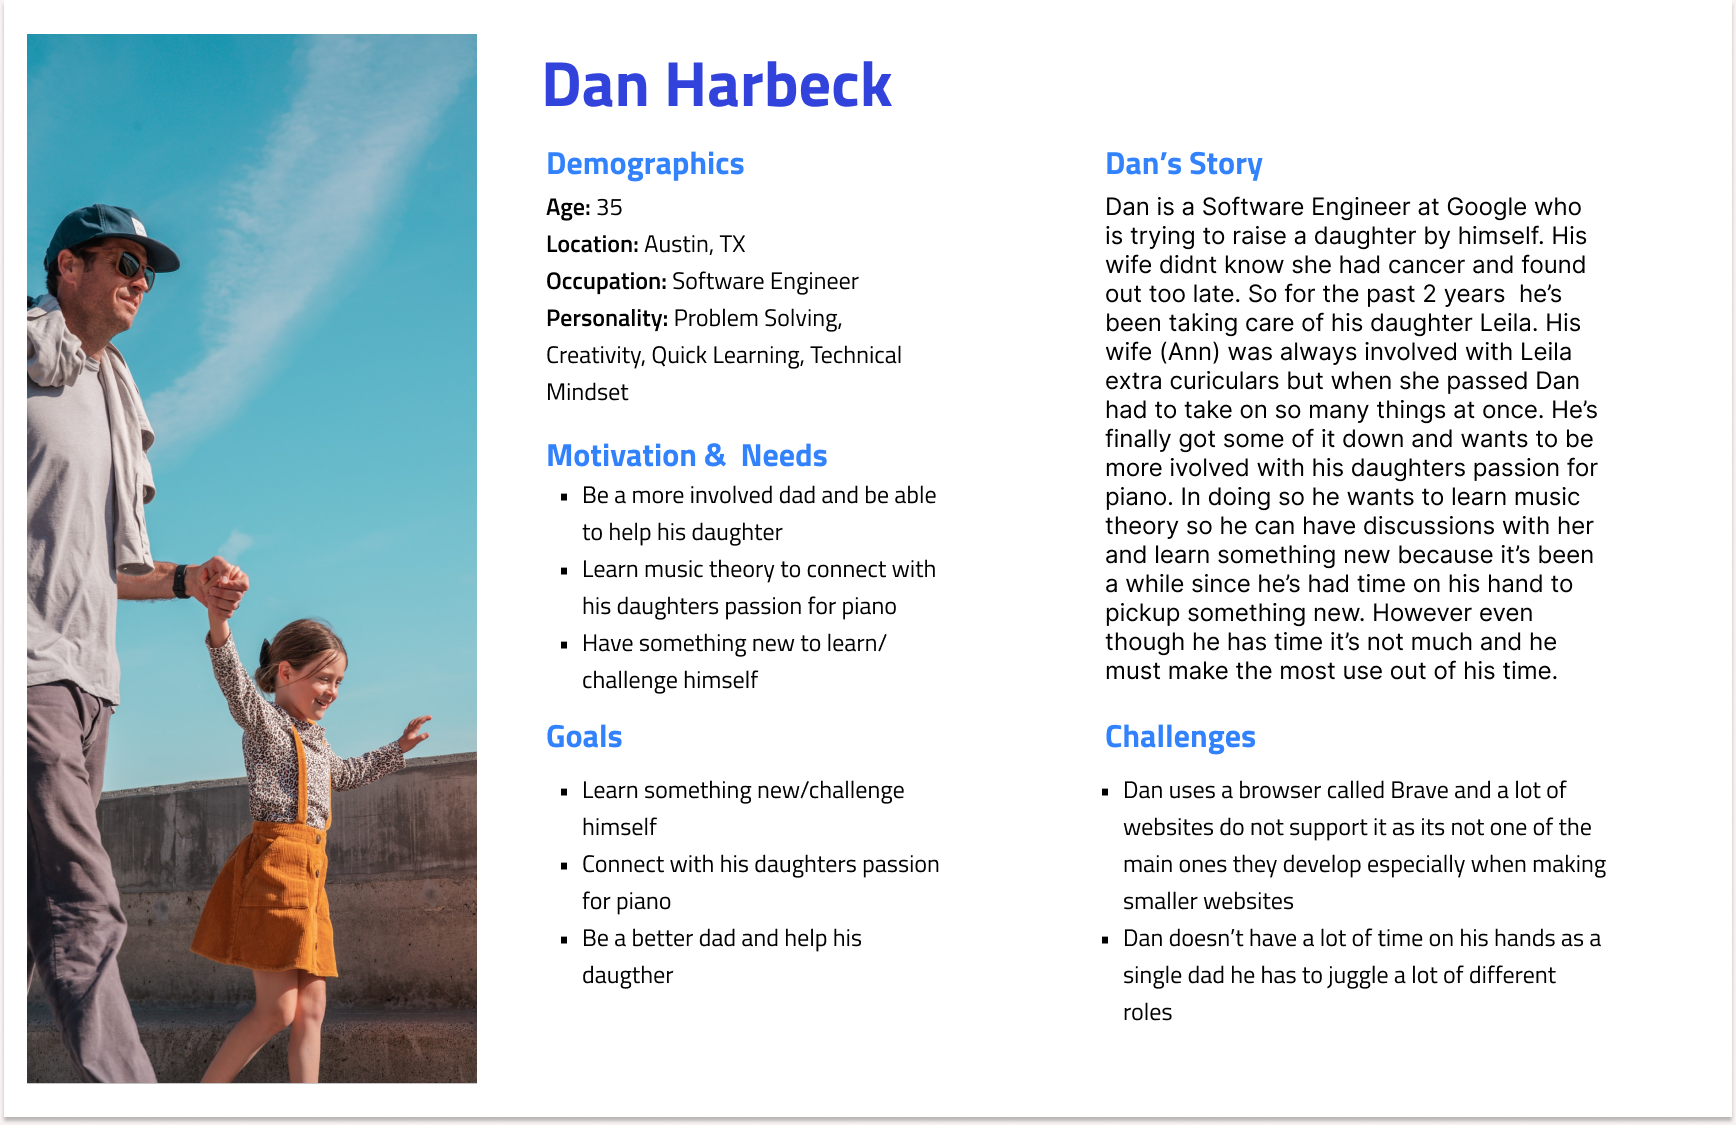 Dan Harbeck
Demographics
Age: 35
Location: Austin, TX
Occupation: Software Engineer
Personality: Problem Solving,
Creativity, Quick Learning, Technical
Mindset
Motivation &  Needs
▪ Be a more involved dad and be able
to help his daughter
▪ Learn music theory to connect with
his daughters passion for piano
▪ Have something new to learn/
challenge himself
Goals
▪ Learn something new/challenge
himself
▪ Connect with his daughters passion
for piano
▪ Be a better dad and help his
daugther
Dan’s Story
Dan is a Software Engineer at Google who
is trying to raise a daughter by himself. His
wife didnt know she had cancer and found
out too late. So for the past 2 years  he’s
been taking care of his daughter Leila. His
wife (Ann) was always involved with Leila
extra curiculars but when she passed Dan
had to take on so many things at once. He’s
finally got some of it down and wants to be
more ivolved with his daughters passion for
piano. In doing so he wants to learn music
theory so he can have discussions with her
and learn something new because it’s been
a while since he’s had time on his hand to
pickup something new. However even
though he has time it’s not much and he
must make the most use out of his time.
Challenges
▪ Dan uses a browser called Brave and a lot of
websites do not support it as its not one of the
main ones they develop especially when making
smaller websites
▪ Dan doesn’t have a lot of time on his hands as a
single dad he has to juggle a lot of different
roles